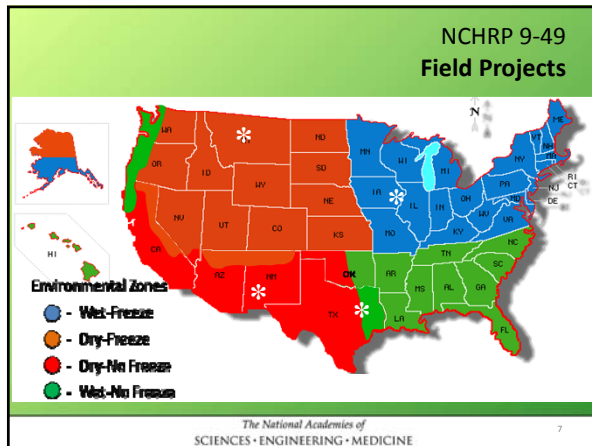 NCHRP 9-49
Field Projects
N
WA
OR
ID
WY
ND
SD
NE
KS
NV
UT
CO
CA
AZ
NM
TX
OK
MN
WI
MI
IA
IL
IN
OH
MO
KY
WV
VA
PA
NY
VT
NH
MA
ME
RI
CT
NJ
DE
MD
TN
NC
SC
AR
MS
AL
GA
LA
FL
HI
Environmental Zones
- Wet-Freeze
- Dry-Freeze
- Dry-No Freeze
- Wet-No Freeze
The National Academies of
SCIENCES • ENGINEERING • MEDICINE
7